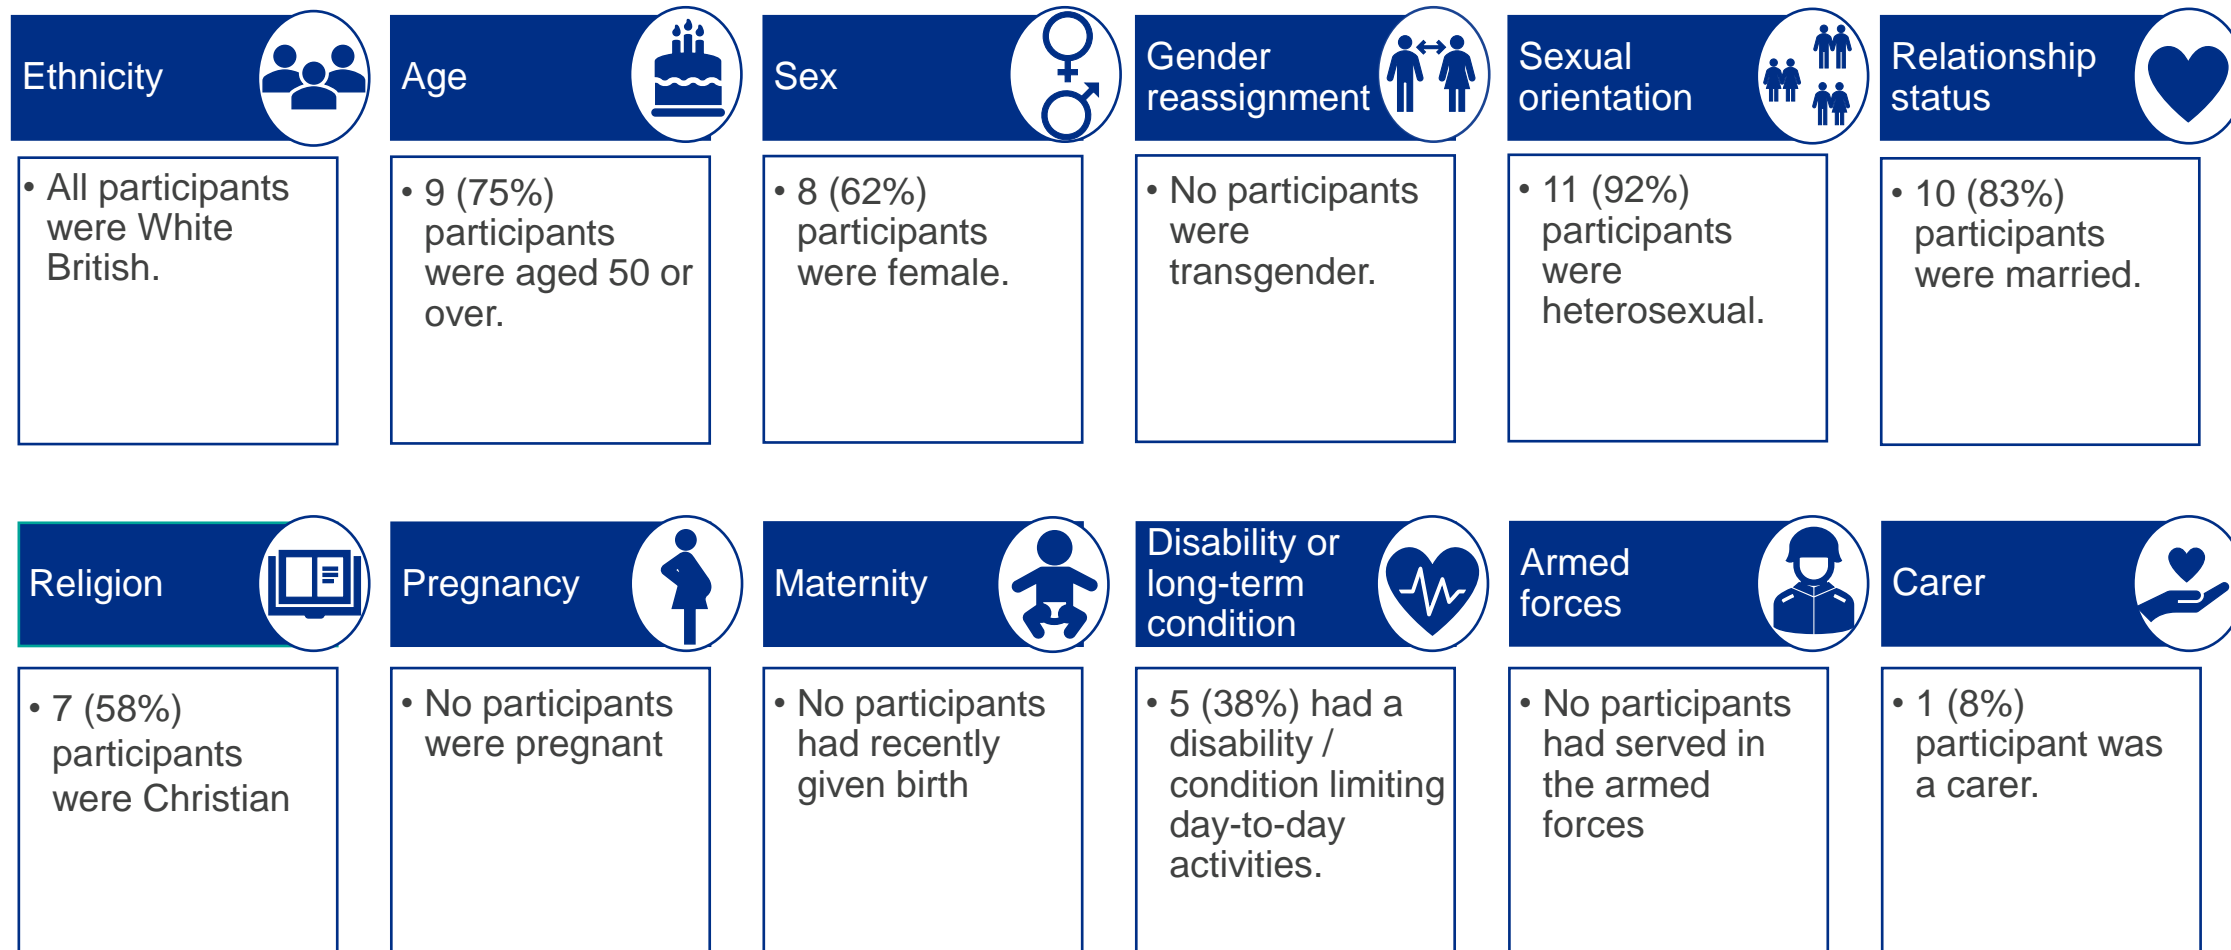 Ethnicity
• All participants
were White
British.
Age
• 9 (75%)
participants
were aged 50 or
over.
Sex
• 8 (62%)
participants
were female.
Gender
reassignment
• No participants
were
transgender.
Sexual
orientation
• 11 (92%)
participants
were
heterosexual.
Relationship
status
• 10 (83%)
participants
were married.
Religion
• 7 (58%)
participants
were Christian
Pregnancy
• No participants
were pregnant
Maternity
• No participants
had recently
given birth
Disability or
long-term
condition
• 5 (38%) had a
disability /
condition limiting
day-to-day
activities.
Armed
forces
• No participants
had served in
the armed
forces
Carer
• 1 (8%)
participant was
a carer.